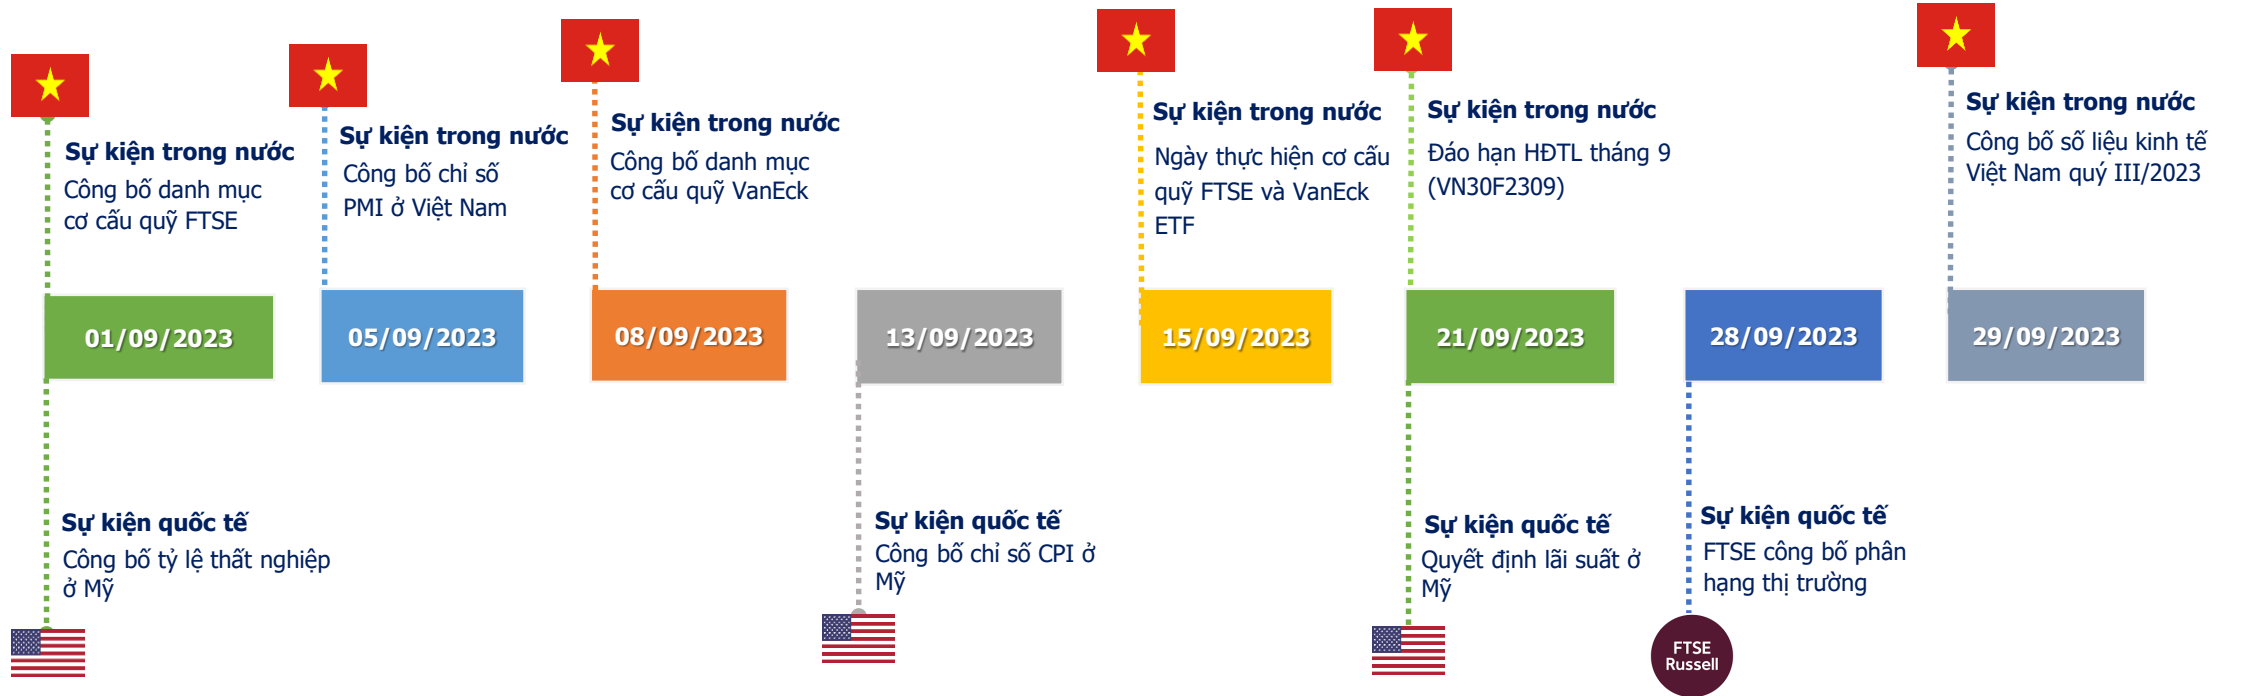 Sự kiện trong nước
Công bố danh mục
cơ cấu quỹ FTSE
Sự kiện trong nước
Công bố chỉ số
PMI ở Việt Nam
Sự kiện trong nước
Công bố danh mục
cơ cấu quỹ VanEck
Sự kiện trong nước
Ngày thực hiện cơ cấu
quỹ FTSE và VanEck
ETF
Sự kiện trong nước
Đáo hạn HĐTL tháng 9
(VN30F2309)
Sự kiện trong nước
Công bố số liệu kinh tế
Việt Nam quý III/2023
01/09/2023
05/09/2023
08/09/2023
13/09/2023
15/09/2023
21/09/2023
28/09/2023
29/09/2023
Sự kiện quốc tế
Công bố tỷ lệ thất nghiệp
ở Mỹ
Sự kiện quốc tế
Công bố chỉ số CPI ở
Mỹ
Sự kiện quốc tế
Quyết định lãi suất ở
Mỹ
Sự kiện quốc tế
FTSE công bố phân
hạng thị trường
FTSE
Russell